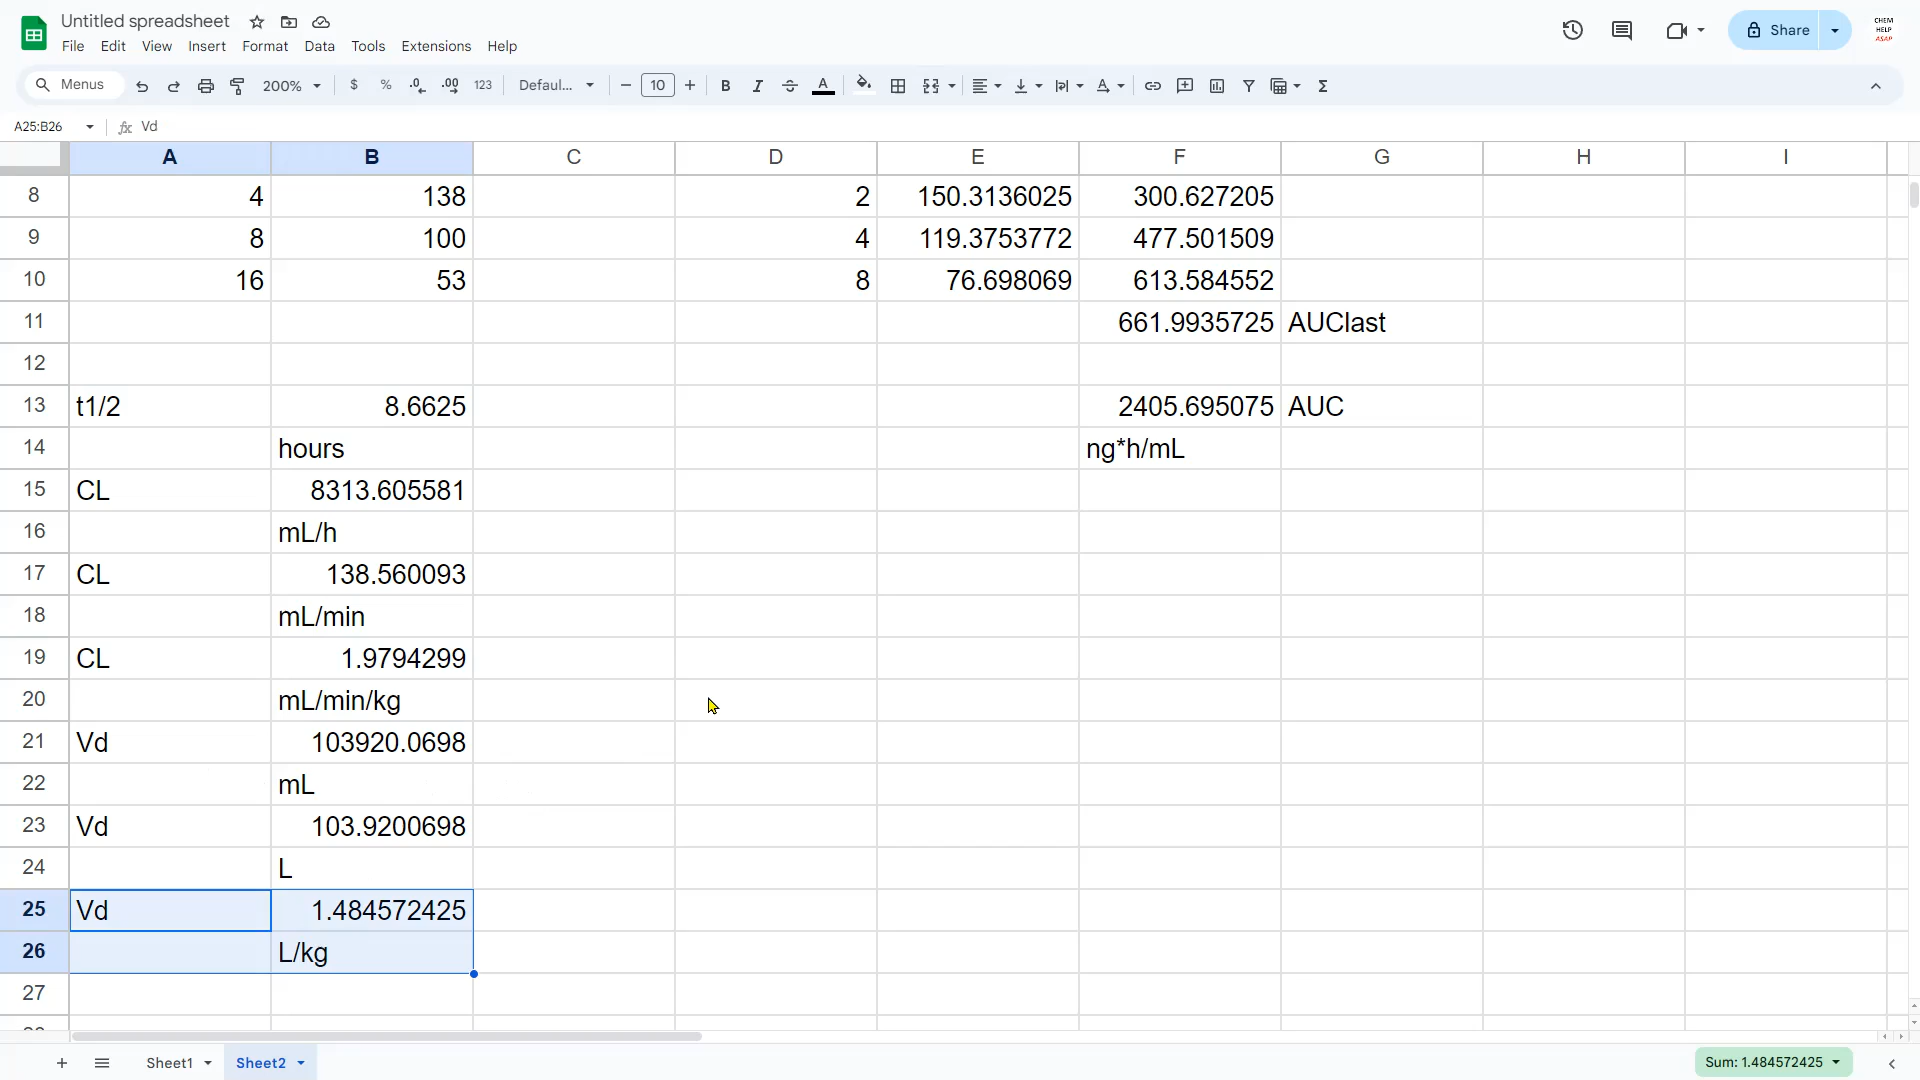 Untitled spreadsheet
File Edit View Insert Format Data Tools Extensions Help
Share
CHEM
HELP
ASAP
Menus 200% $ % .0 .00 123 Defaul... − 10 + B I A Σ
A25:B26 fx Vd
A B C D E F G H I
8 4 138 2 150.3136025 300.627205
9 8 100 4 119.3753772 477.501509
10 16 53 8 76.698069 613.584552
11 661.9935725 AUClast
12
13 t1/2 8.6625 2405.695075 AUC
14 hours ng*h/mL
15 CL 8313.605581
16 mL/h
17 CL 138.560093
18 mL/min
19 CL 1.9794299
20 mL/min/kg
21 Vd 103920.0698
22 mL
23 Vd 103.9200698
24 L
25 Vd 1.484572425
26 L/kg
27
Sheet1 Sheet2 Sum: 1.484572425